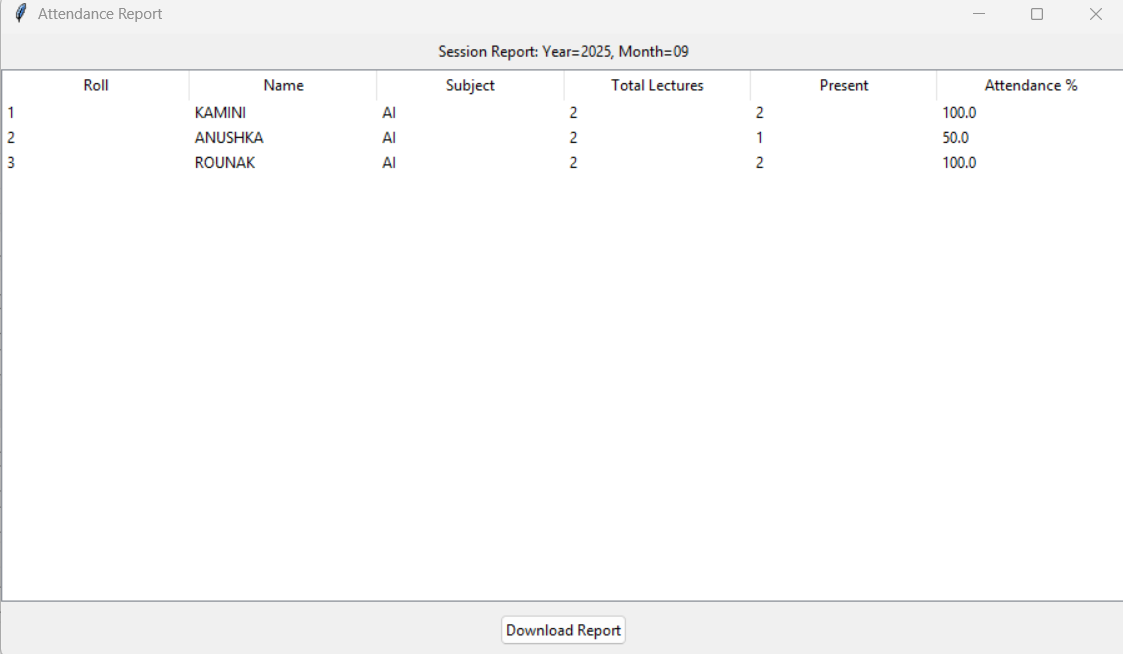 Attendance Report
Session Report: Year=2025, Month=09
Roll Name Subject Total Lectures Present Attendance %
1 KAMINI AI 2 2 100.0
2 ANUSHKA AI 2 1 50.0
3 ROUNAK AI 2 2 100.0
Download Report